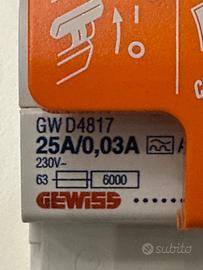 GW D4817
25A/0,03A
230V~
63 6000
GEWISS
subito